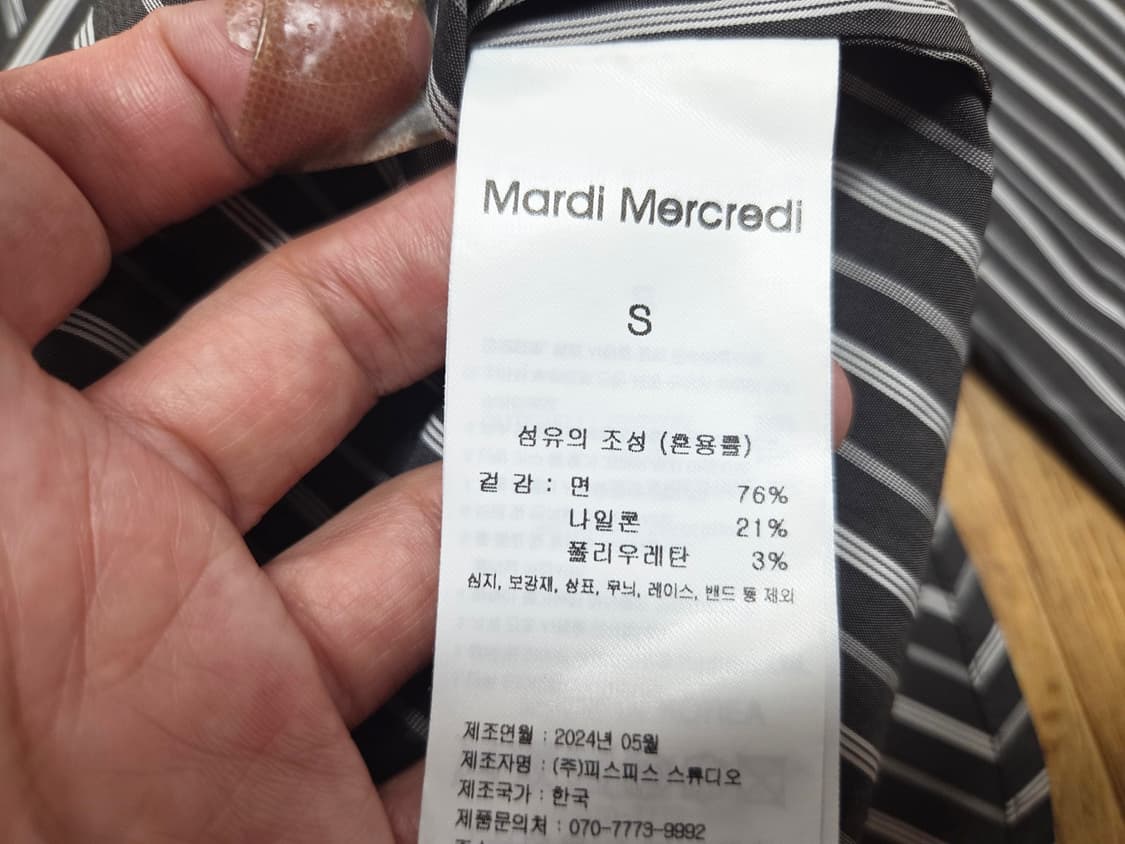 Mardi Mercredi
S
섬유의 조성 (혼용률)
겉 감 : 면 76%
나일론 21%
폴리우레탄 3%
심지, 보강재, 상표, 무늬, 레이스, 밴드 등 제외
제조연월 : 2024년 05월
제조자명 : (주)피스피스 스튜디오
제조국가 : 한국
제품문의처 : 070-7773-9992